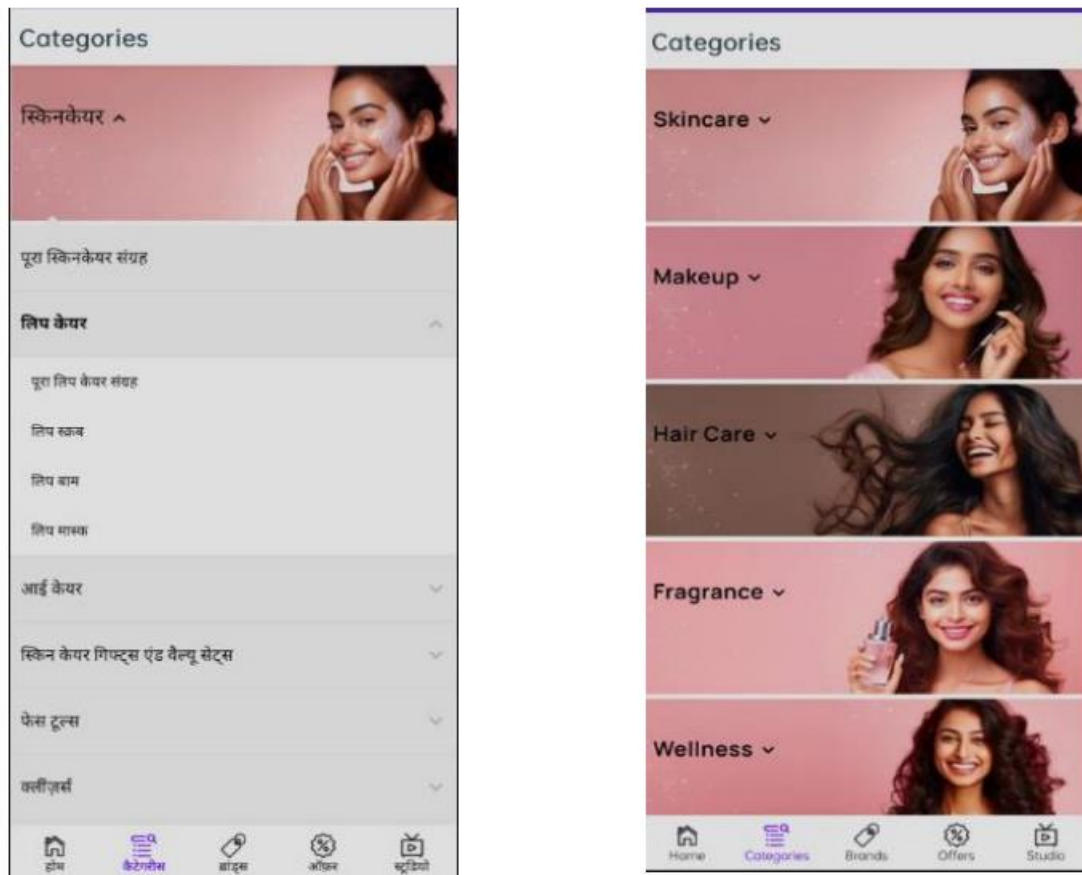 Categories
स्किनकेयर
पूरा स्किनकेयर संग्रह
लिप केयर
पूरा लिप केयर संग्रह
लिप स्क्रब
लिप बाम
लिप मास्क
आई केयर
स्किन केयर गिफ्ट्स एंड वैल्यू सेट्स
फेस टूल्स
क्लींज़र्स
होम कैटेगरीस ब्रांड्स ऑफ़र स्टूडियो
Categories
Skincare
Makeup
Hair Care
Fragrance
Wellness
Home Categories Brands Offers Studio